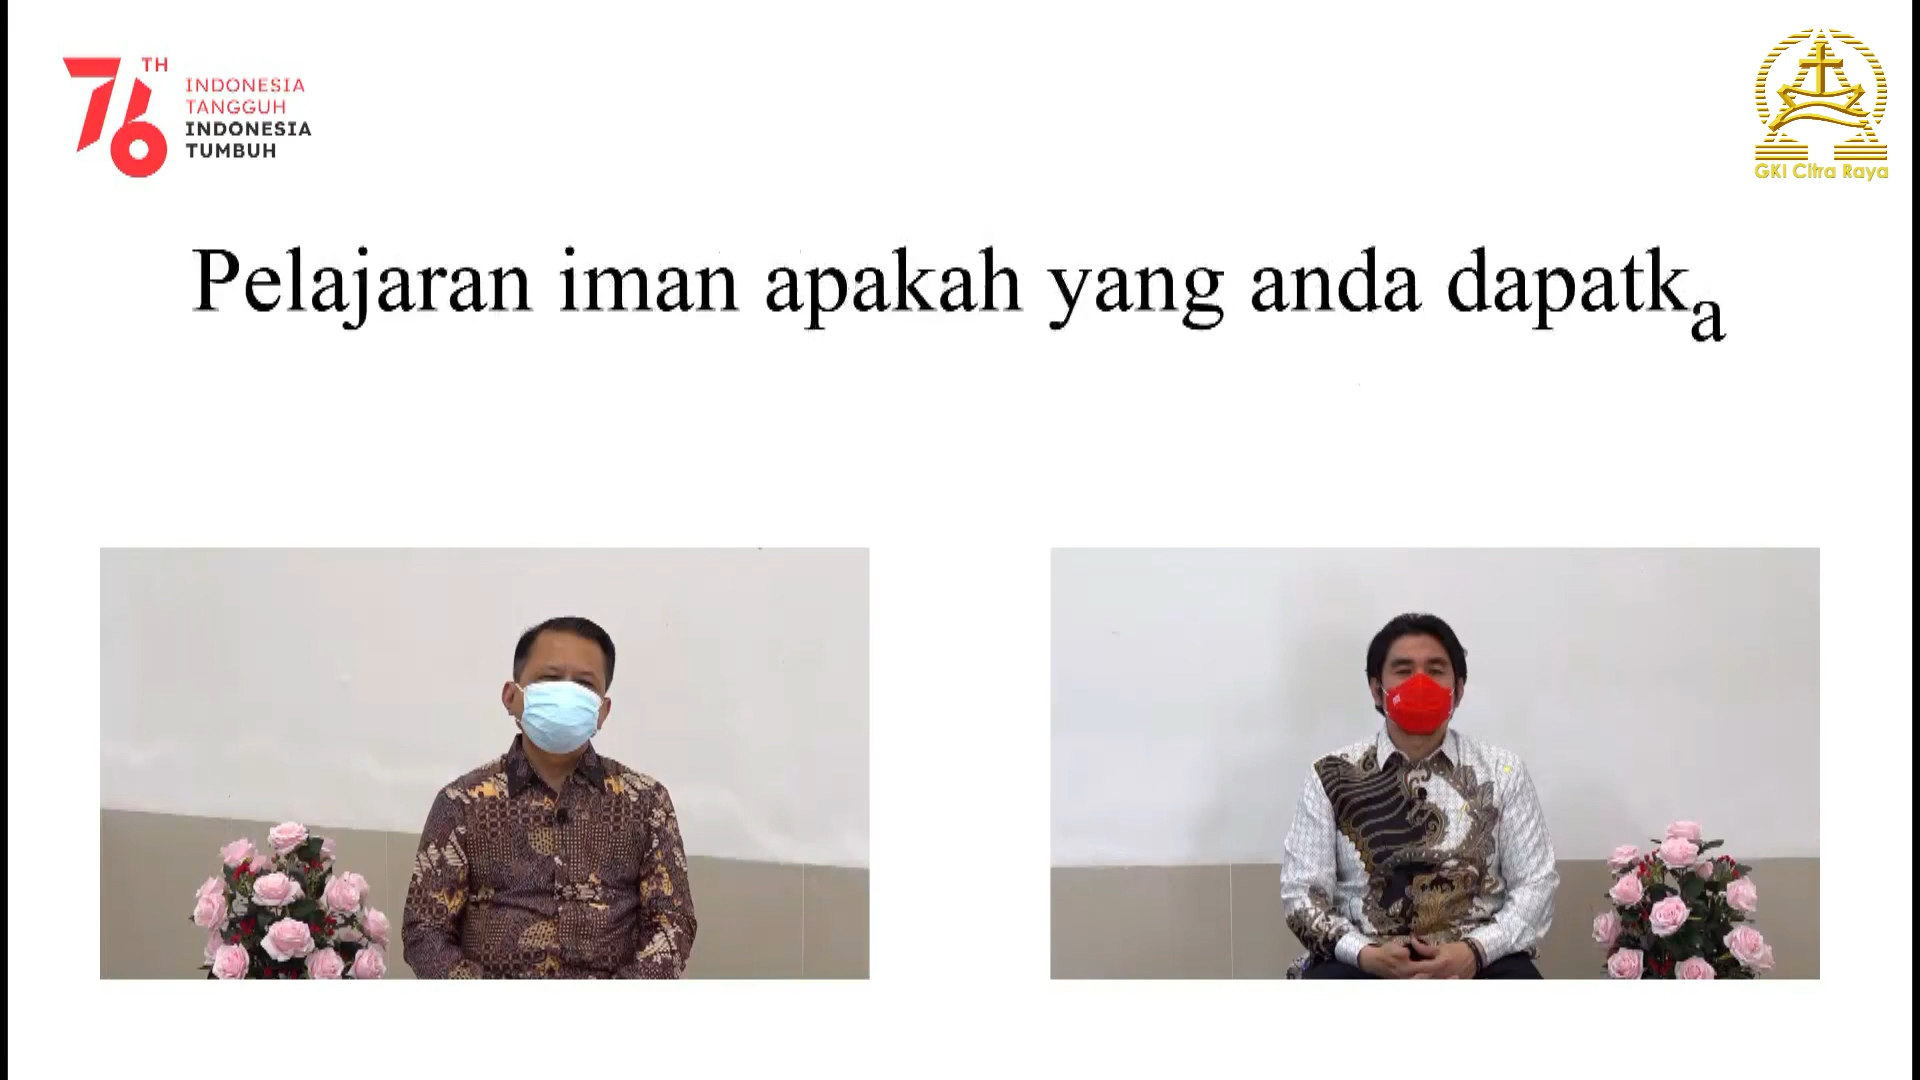 76TH
INDONESIA
TANGGUH
INDONESIA
TUMBUH
GKI Citra Raya
Pelajaran iman apakah yang anda dapatka